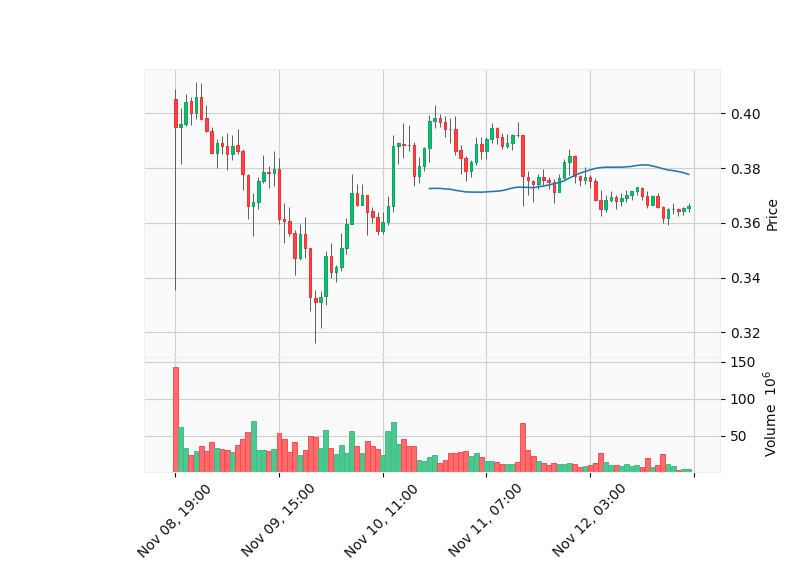 0.40
0.38
0.36
0.34
0.32
Price
150
100
50
Volume 10^6
Nov 08, 19:00
Nov 09, 15:00
Nov 10, 11:00
Nov 11, 07:00
Nov 12, 03:00